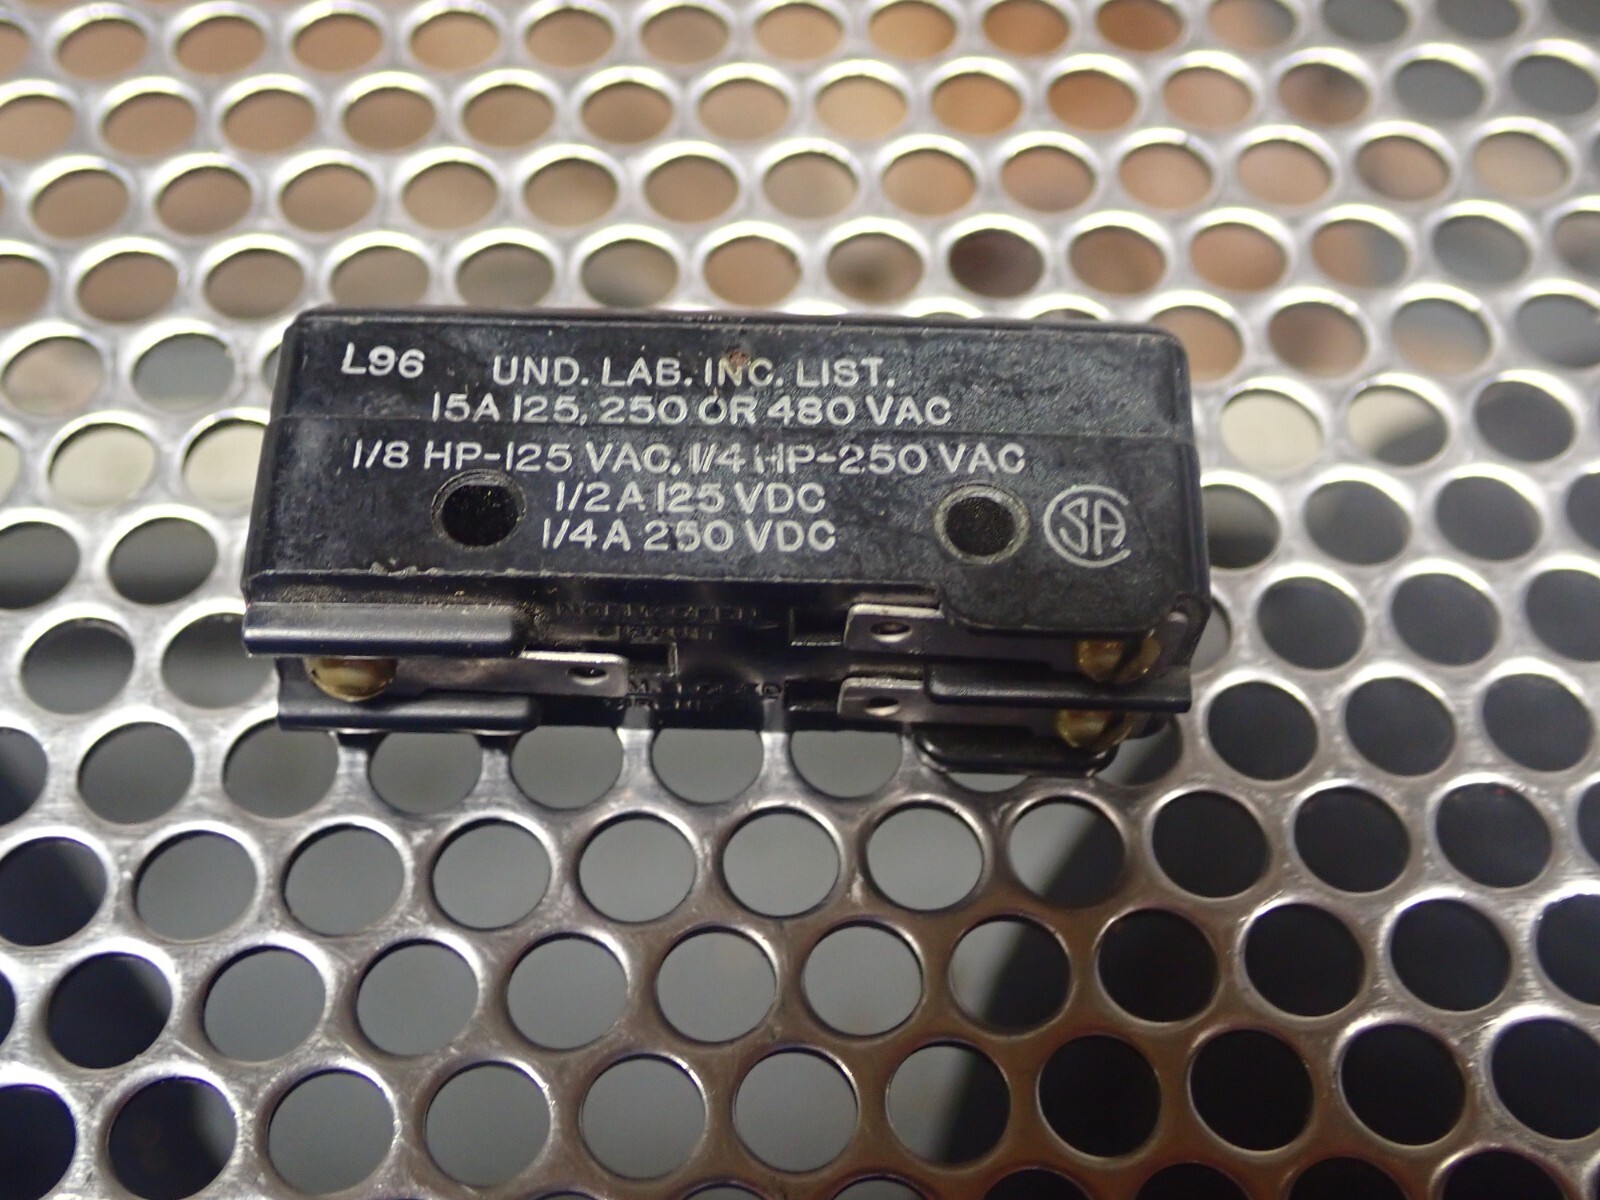 L96 UND. LAB. INC. LIST.
15A 125, 250 OR 480 VAC
1/8 HP-125 VAC, 1/4 HP-250 VAC
1/2 A 125 VDC
1/4 A 250 VDC
SA